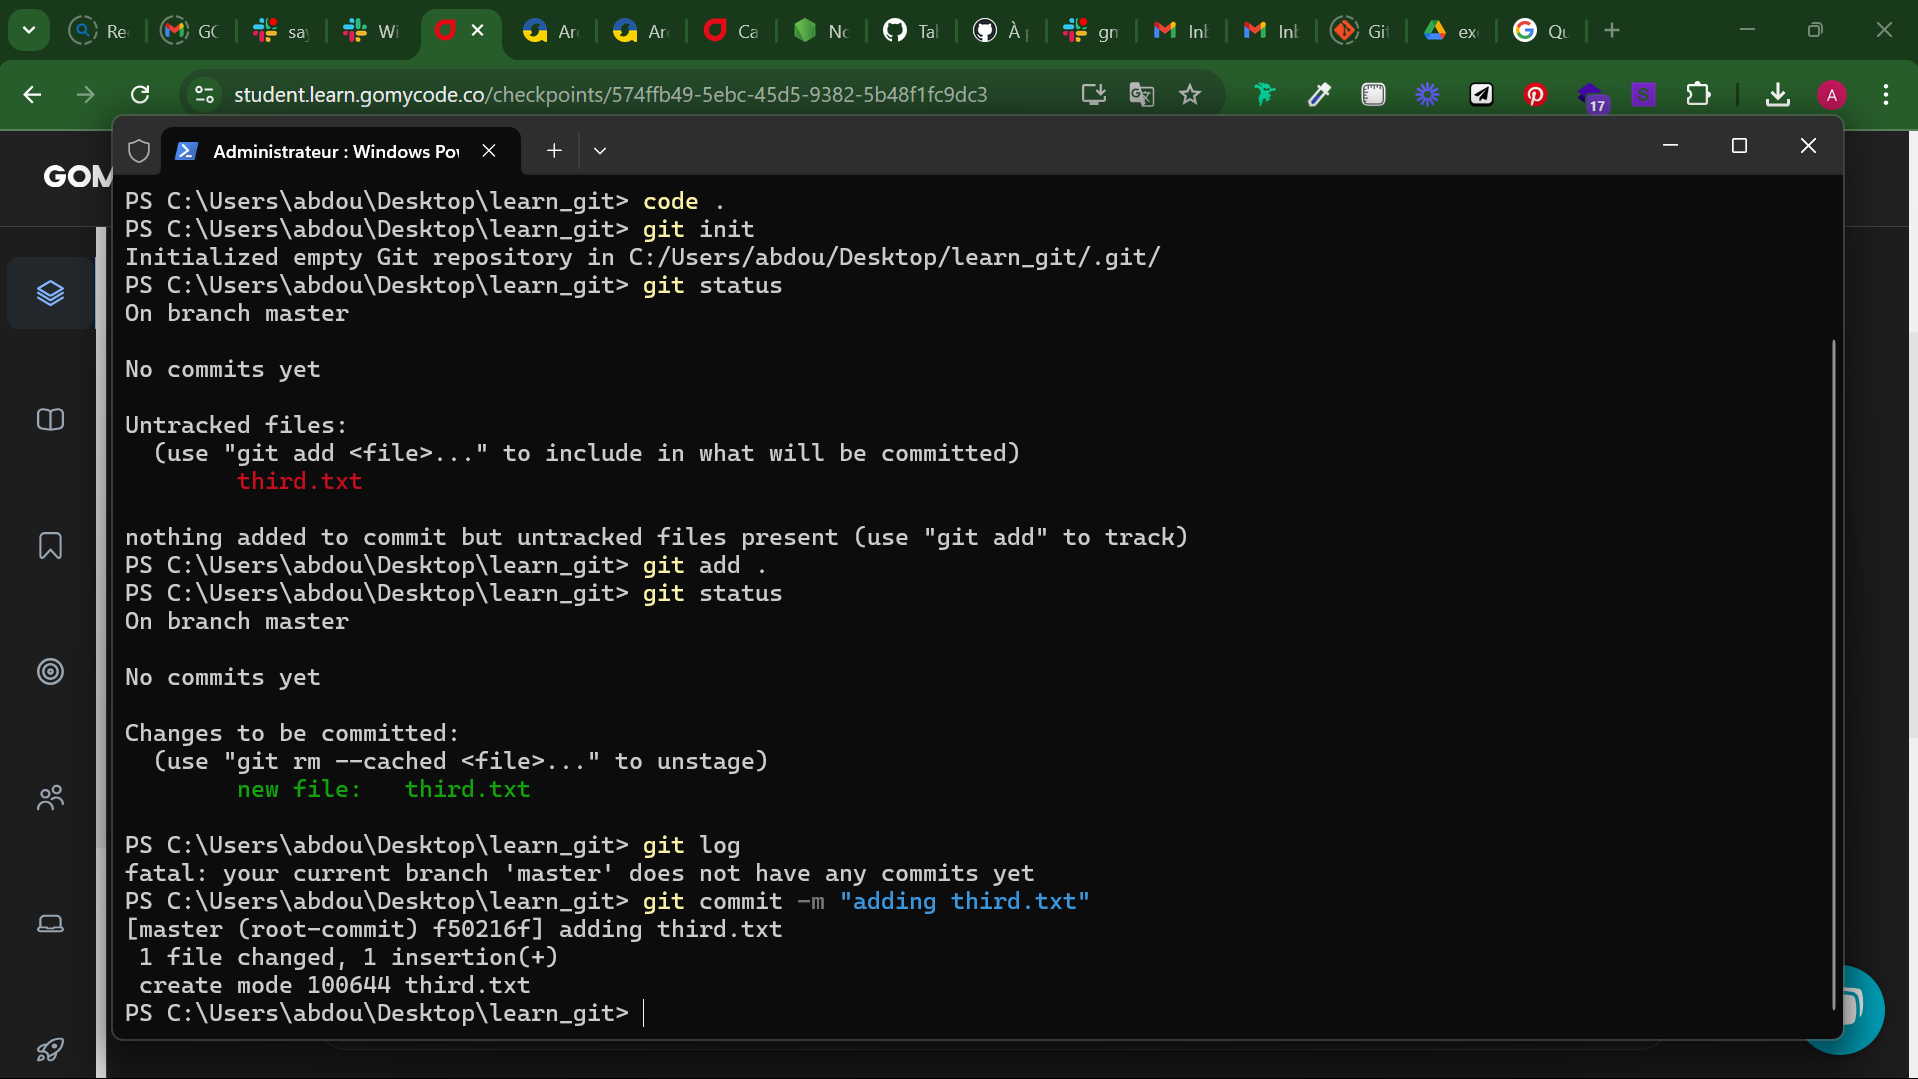 Re
GC
say
Wi
Ar
Ar
Ca
No
Tal
À p
gn
Inb
Inb
Git
exe
Qu
student.learn.gomycode.co/checkpoints/574ffb49-5ebc-45d5-9382-5b48f1fc9dc3
S
17
A
GOM
Administrateur : Windows Pow
PS C:\Users\abdou\Desktop\learn_git> code .
PS C:\Users\abdou\Desktop\learn_git> git init
Initialized empty Git repository in C:/Users/abdou/Desktop/learn_git/.git/
PS C:\Users\abdou\Desktop\learn_git> git status
On branch master
No commits yet
Untracked files:
(use "git add <file>..." to include in what will be committed)
third.txt
nothing added to commit but untracked files present (use "git add" to track)
PS C:\Users\abdou\Desktop\learn_git> git add .
PS C:\Users\abdou\Desktop\learn_git> git status
On branch master
No commits yet
Changes to be committed:
(use "git rm --cached <file>..." to unstage)
new file:   third.txt
PS C:\Users\abdou\Desktop\learn_git> git log
fatal: your current branch 'master' does not have any commits yet
PS C:\Users\abdou\Desktop\learn_git> git commit -m "adding third.txt"
[master (root-commit) f50216f] adding third.txt
1 file changed, 1 insertion(+)
create mode 100644 third.txt
PS C:\Users\abdou\Desktop\learn_git>